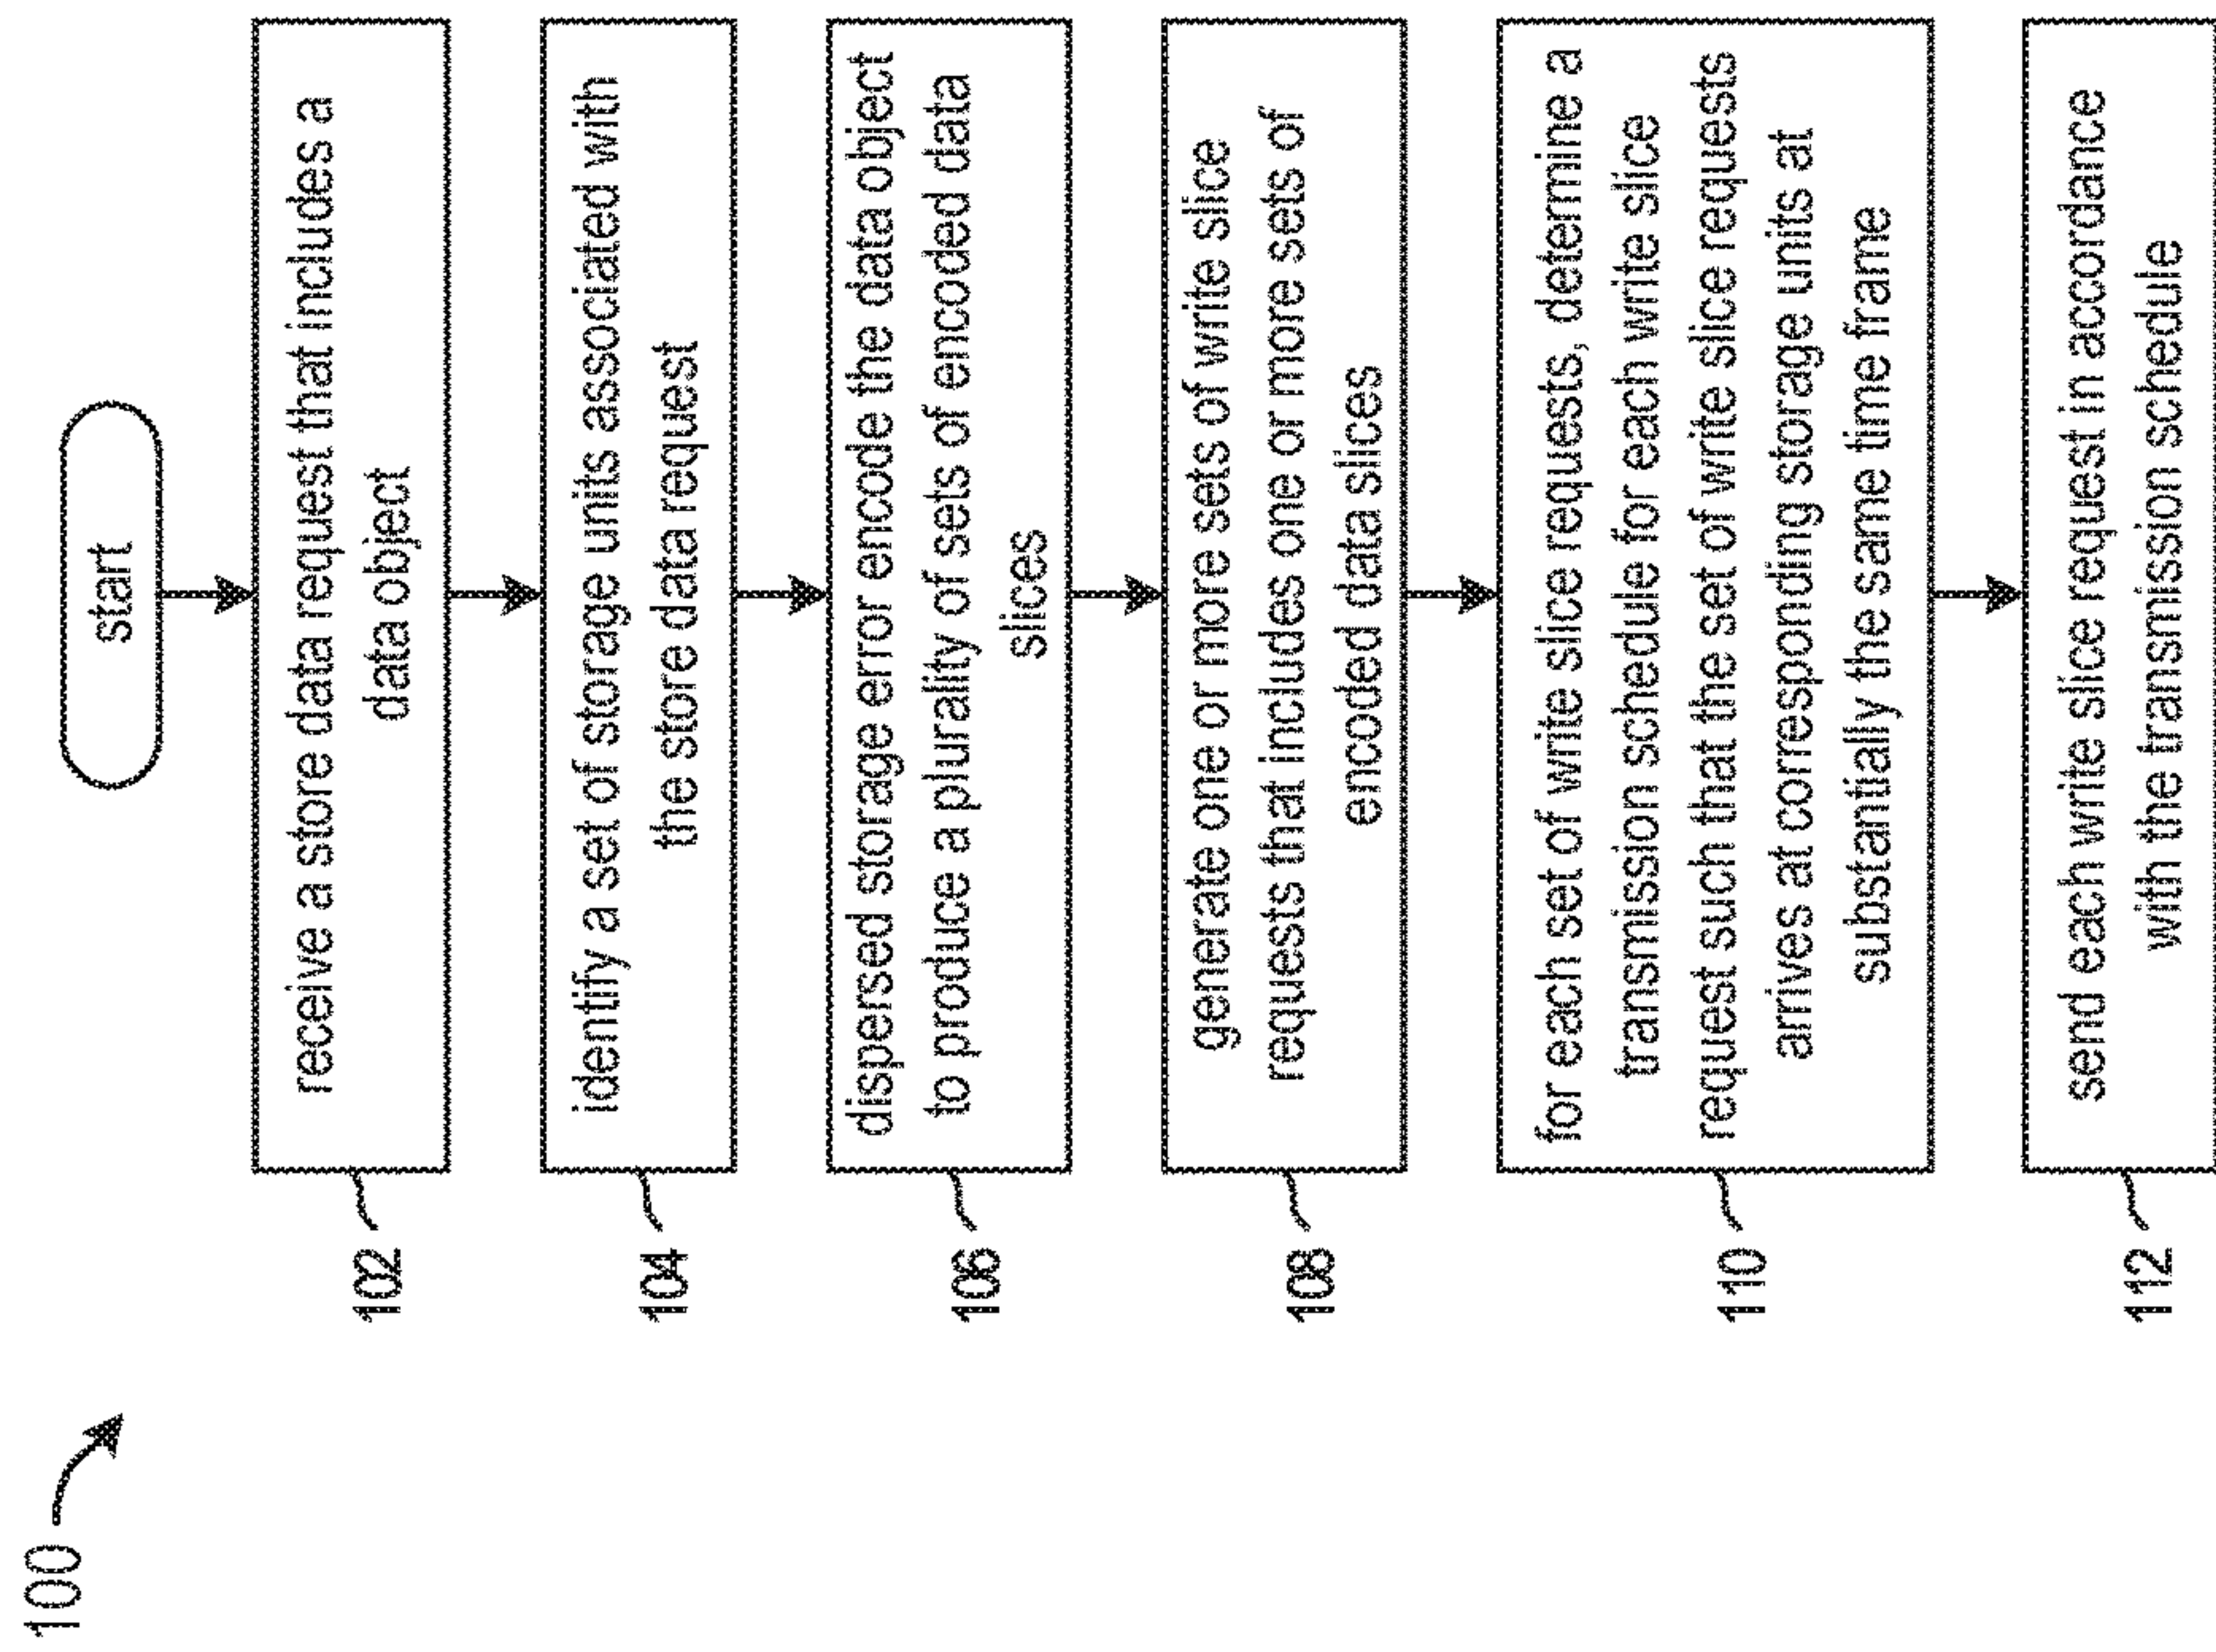 100
start
102
receive a store data request that includes a
data object
104
identify a set of storage units associated with
the store data request
106
dispersed storage error encode the data object
to produce a plurality of sets of encoded data
slices
108
generate one or more sets of write slice
requests that includes one or more sets of
encoded data slices
110
for each set of write slice requests, determine a
transmission schedule for each write slice
request such that the set of write slice requests
arrives at corresponding storage units at
substantially the same time frame
112
send each write slice request in accordance
with the transmission schedule